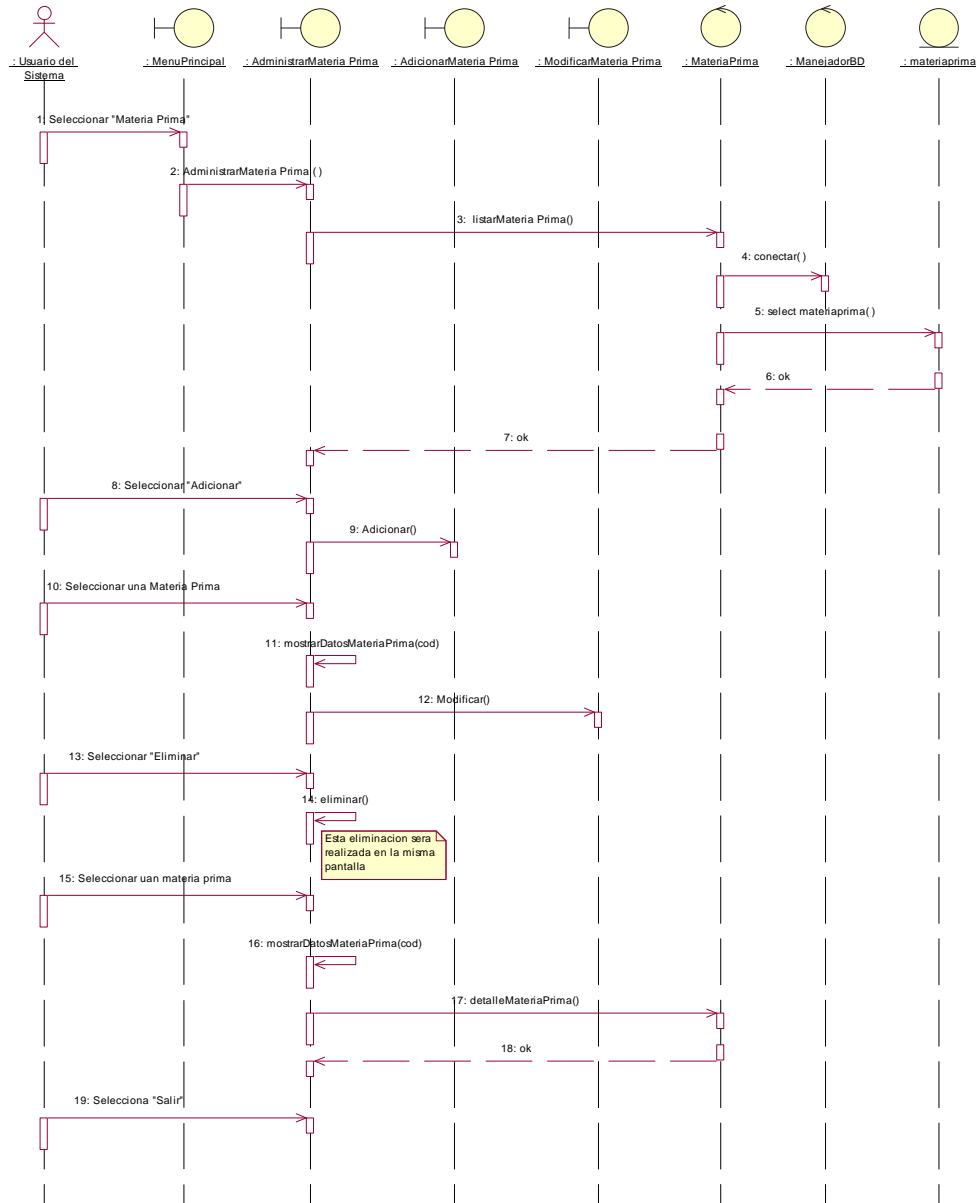 : Usuario del
Sistema
: MenuPrincipal
: AdministrarMateria Prima
: AdicionarMateria Prima
: ModificarMateria Prima
: MateriaPrima
: ManejadorBD
: materiaprima
1: Seleccionar "Materia Prima"
2: AdministrarMateria Prima ( )
3: listarMateria Prima()
4: conectar( )
5: select materiaprima( )
6: ok
7: ok
8: Seleccionar "Adicionar"
9: Adicionar()
10: Seleccionar una Materia Prima
11: mostrarDatosMateriaPrima(cod)
12: Modificar()
13: Seleccionar "Eliminar"
14: eliminar()
Esta eliminacion sera
realizada en la misma
pantalla
15: Seleccionar uan materia prima
16: mostrarDatosMateriaPrima(cod)
17: detalleMateriaPrima()
18: ok
19: Selecciona "Salir"